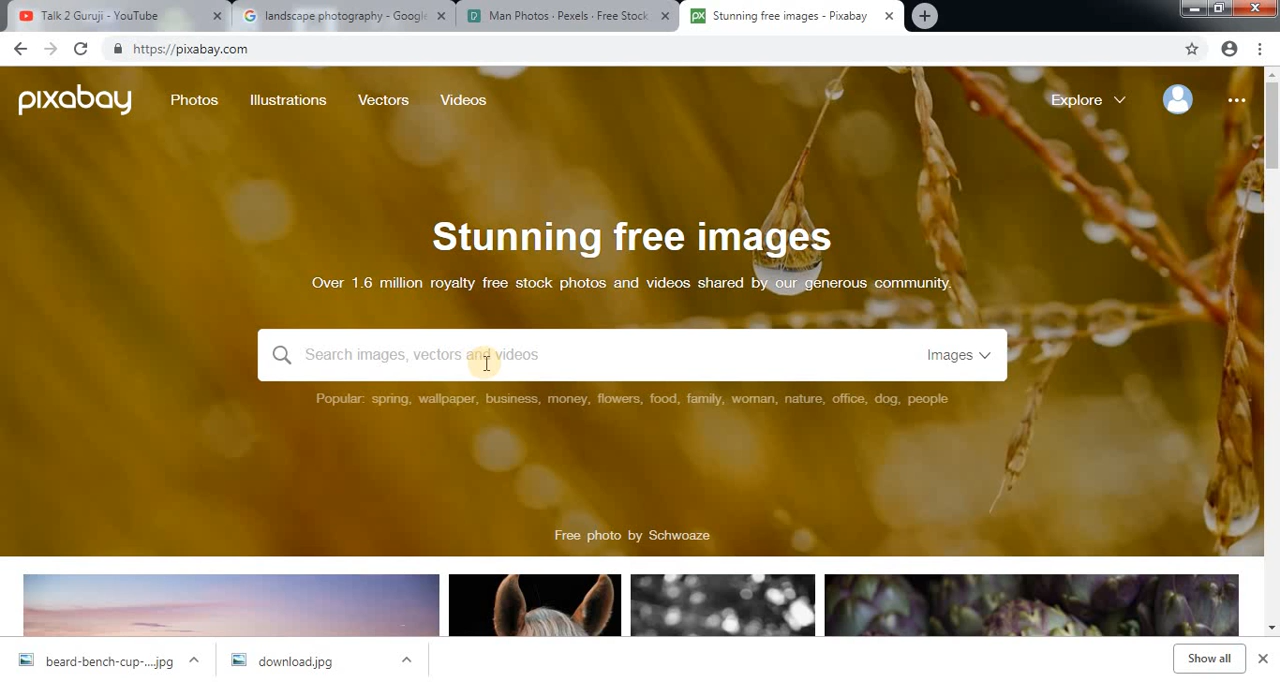 Talk 2 Guruji - YouTube
landscape photography - Google
Man Photos · Pexels · Free Stock
Stunning free images - Pixabay
https://pixabay.com
pixabay
Photos
Illustrations
Vectors
Videos
Explore
Stunning free images
Over 1.6 million royalty free stock photos and videos shared by our generous community.
Search images, vectors and videos
Images
Popular: spring, wallpaper, business, money, flowers, food, family, woman, nature, office, dog, people
Free photo by Schwoaze
beard-bench-cup-....jpg
download.jpg
Show all